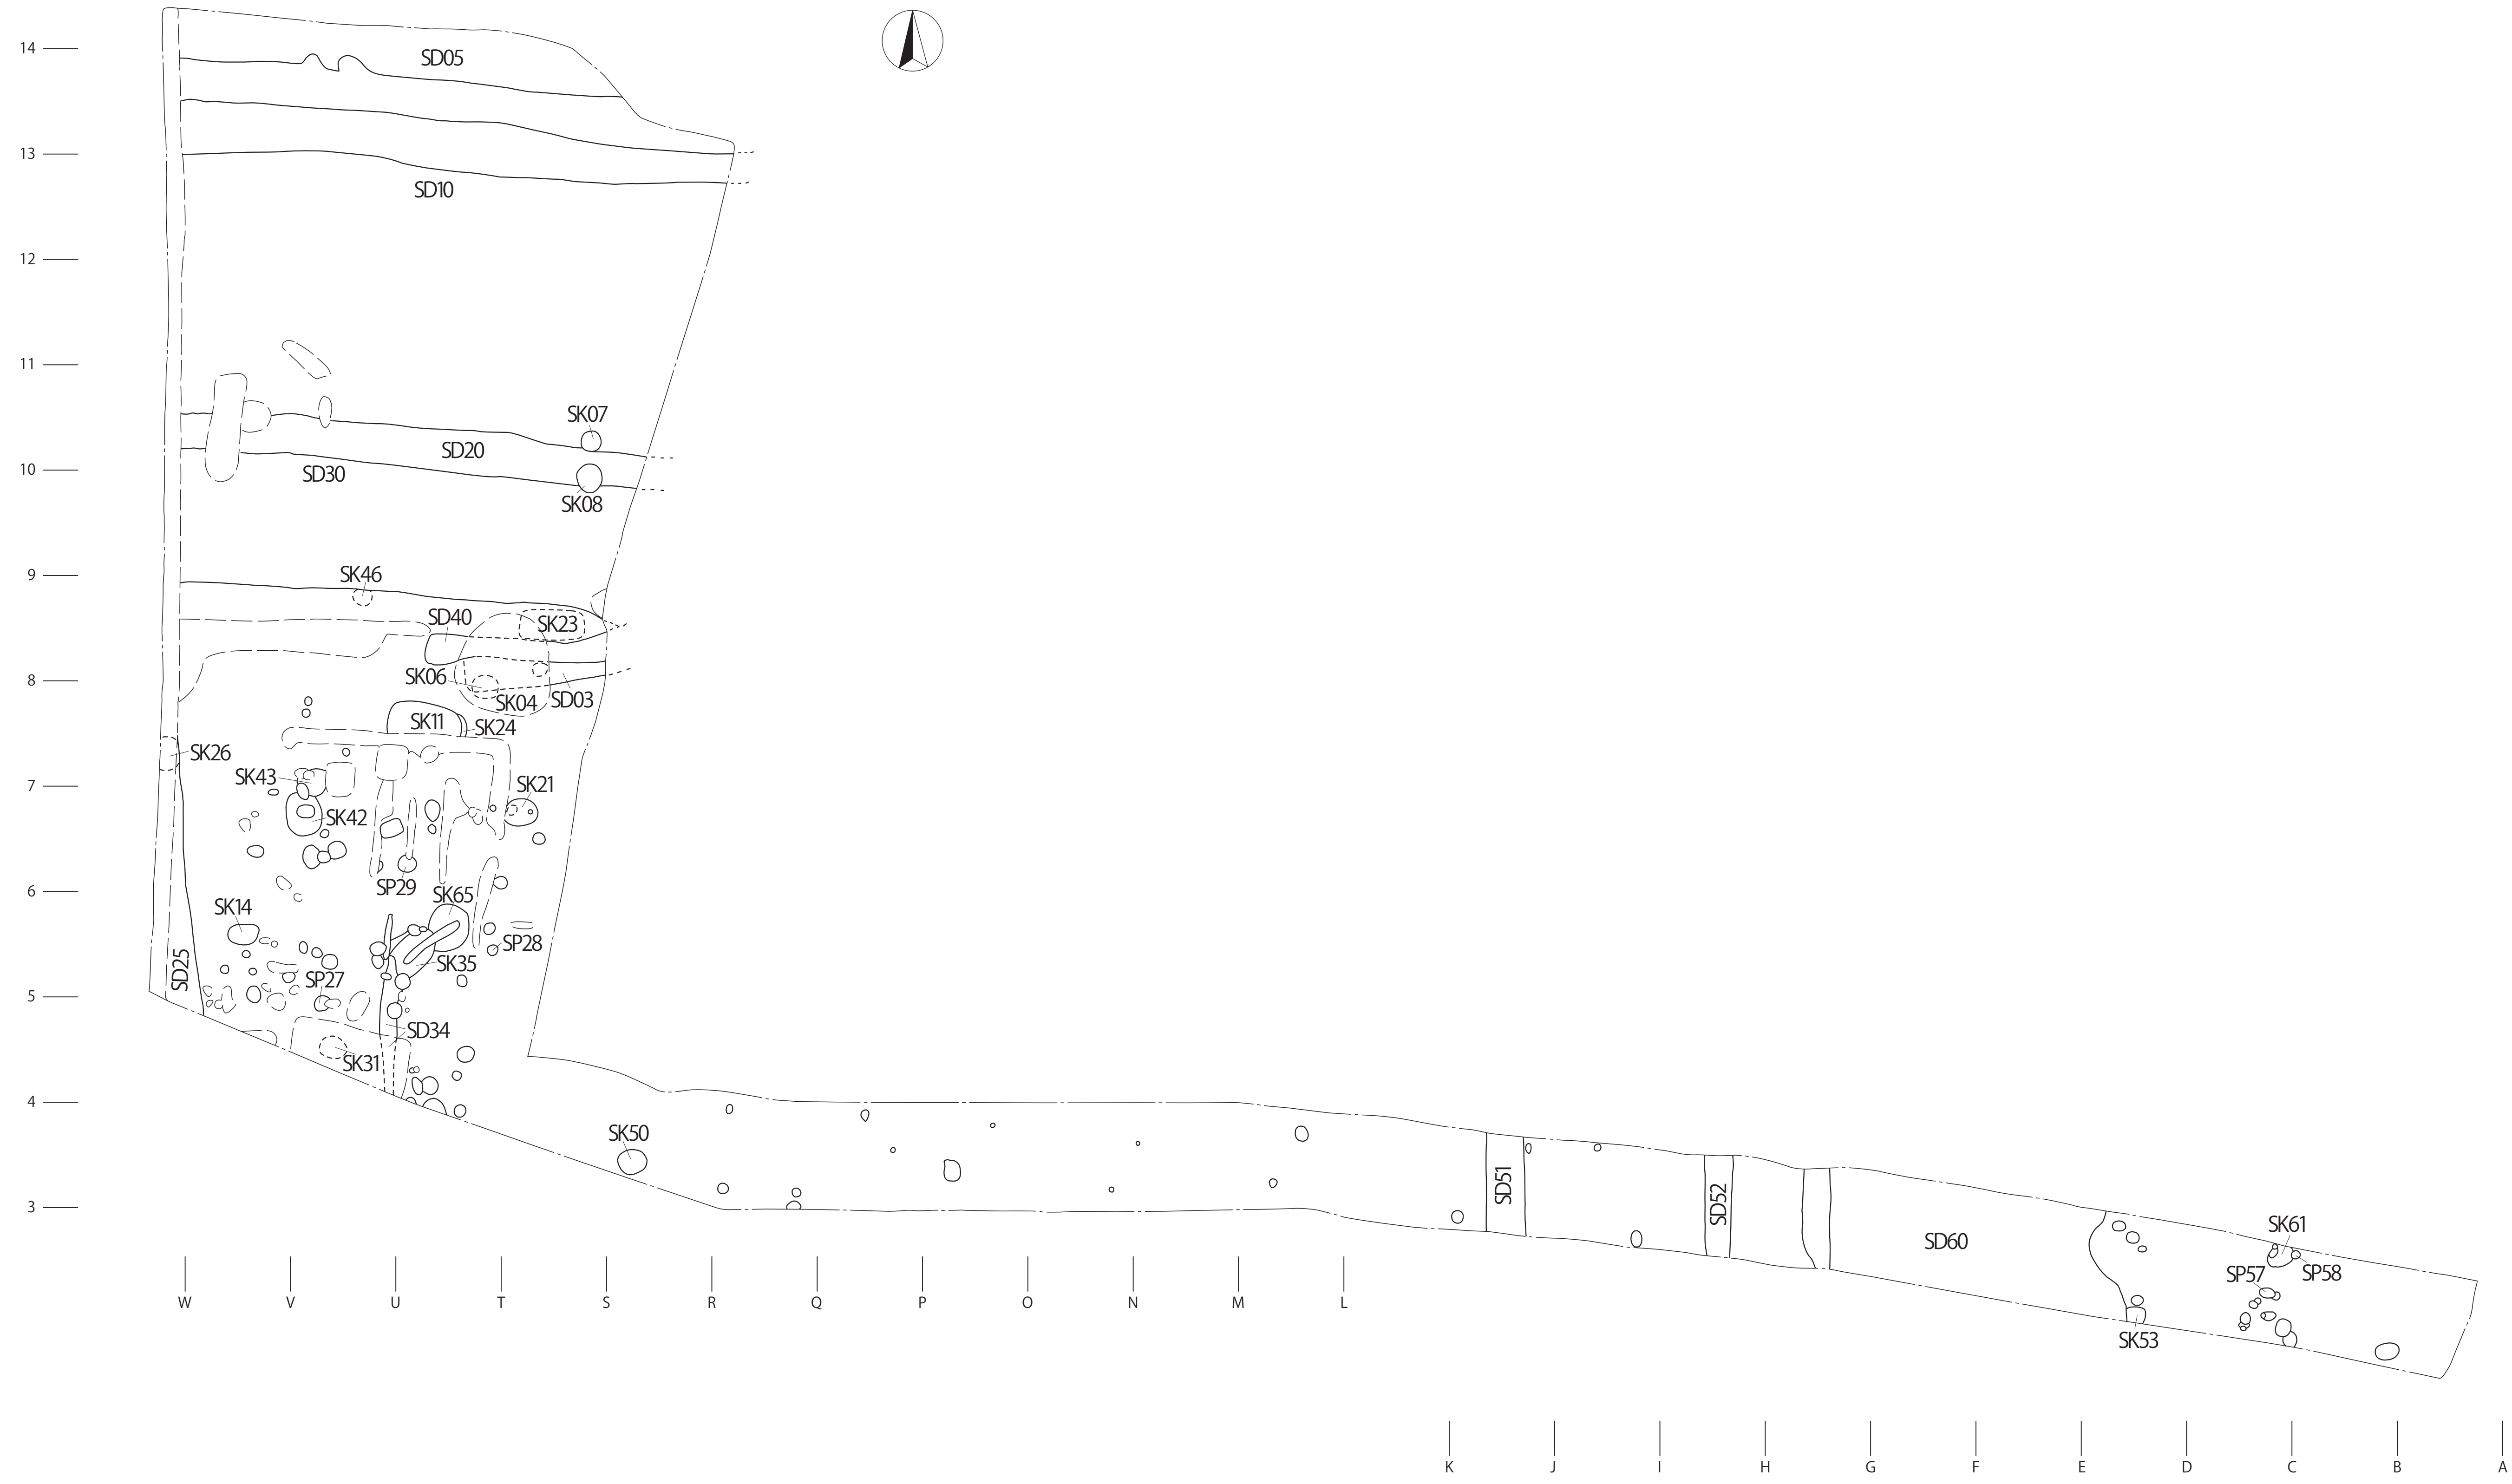 14
SD05
13
SD10
12
11
SK07
SD20
10
SD30
SK08
9
SK46
SD40
SK23
SK06
8
SK04
SD03
SK11
SK24
SK26
SK43
7
SK21
SK42
SP29
6
SK65
SK14
SP28
SD25
SK35
SP27
5
SD34
SK31
4
SK50
SD51
SD52
3
SK61
SD60
SP57
SP58
SK53
W V U T S R Q P O N M L
K J I H G F E D C B A